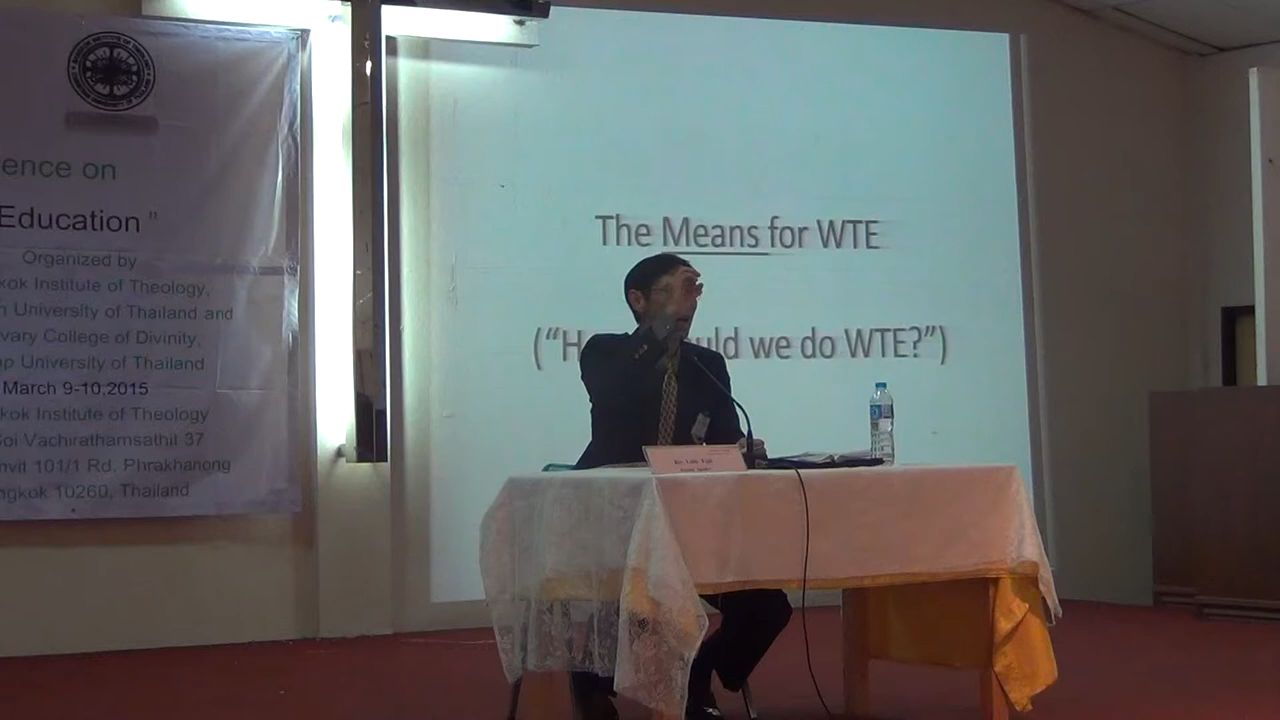 ence on
Education "
Organized by
kok Institute of Theology,
n University of Thailand and
vary College of Divinity,
ap University of Thailand
March 9-10,2015
kok Institute of Theology
Soi Vachirathamsathit 37
mvit 101/1 Rd. Phrakhanong
ngkok 10260, Thailand
The Means for WTE
("H uld we do WTE?")